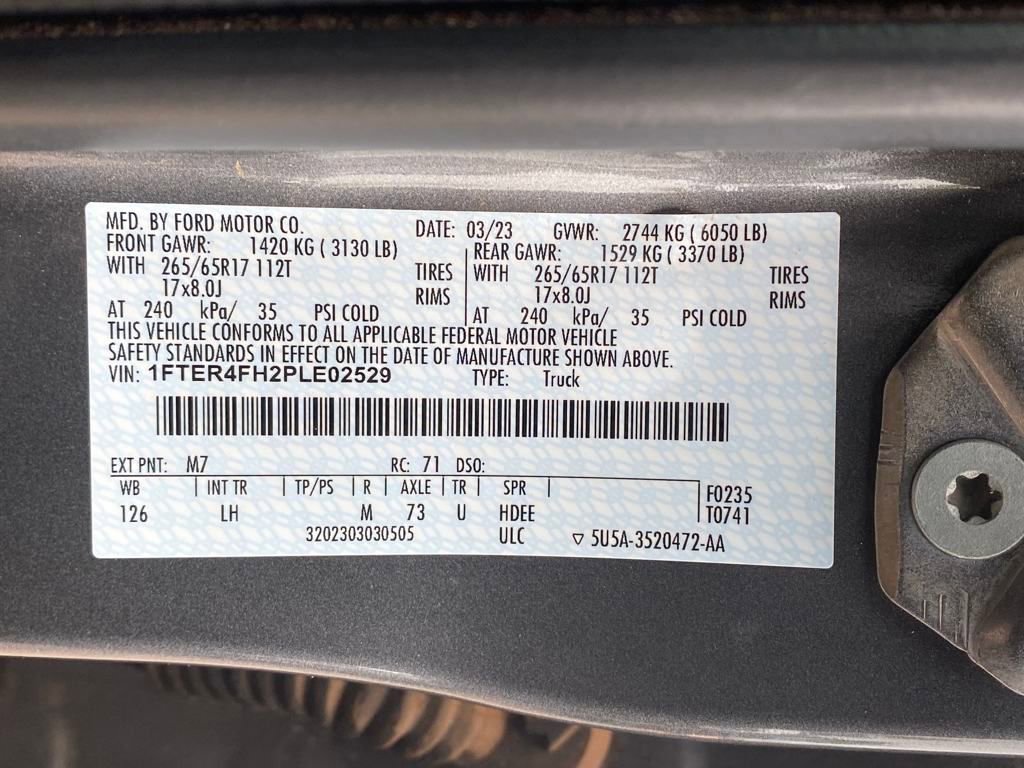 MFD. BY FORD MOTOR CO. DATE: 03/23 GVWR: 2744 KG ( 6050 LB)
FRONT GAWR: 1420 KG ( 3130 LB) REAR GAWR: 1529 KG ( 3370 LB)
WITH 265/65R17 112T TIRES WITH 265/65R17 112T TIRES
17x8.0J RIMS 17x8.0J RIMS
AT 240 kPa/ 35 PSI COLD AT 240 kPa/ 35 PSI COLD
THIS VEHICLE CONFORMS TO ALL APPLICABLE FEDERAL MOTOR VEHICLE
SAFETY STANDARDS IN EFFECT ON THE DATE OF MANUFACTURE SHOWN ABOVE.
VIN: 1FTER4FH2PLE02529 TYPE: Truck
EXT PNT: M7 RC: 71 DSO:
WB | INT TR | TP/PS | R | AXLE | TR | SPR | F0235
126 LH M 73 U HDEE T0741
3202303030505 ULC ▽ 5U5A-3520472-AA